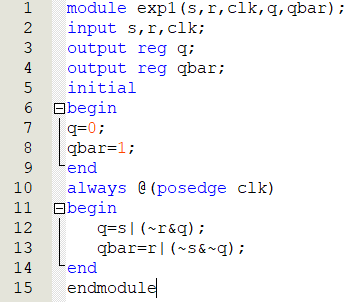 1 module exp1(s,r,clk,q,qbar);
2 input s,r,clk;
3 output reg q;
4 output reg qbar;
5 initial
6 begin
7 q=0;
8 qbar=1;
9 end
10 always @(posedge clk)
11 begin
12 q=s|(~r&q);
13 qbar=r|(~s&~q);
14 end
15 endmodule